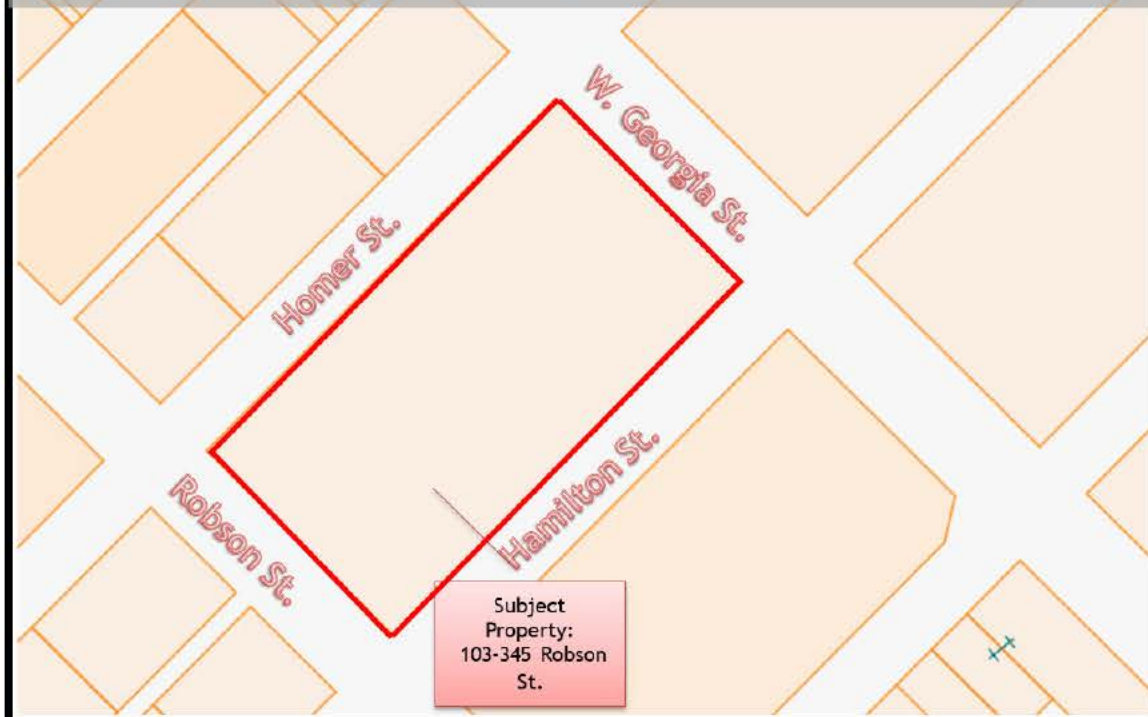 W. Georgia St.
Homer St.
Hamilton St.
Robson St.
Subject
Property:
103-345 Robson
St.